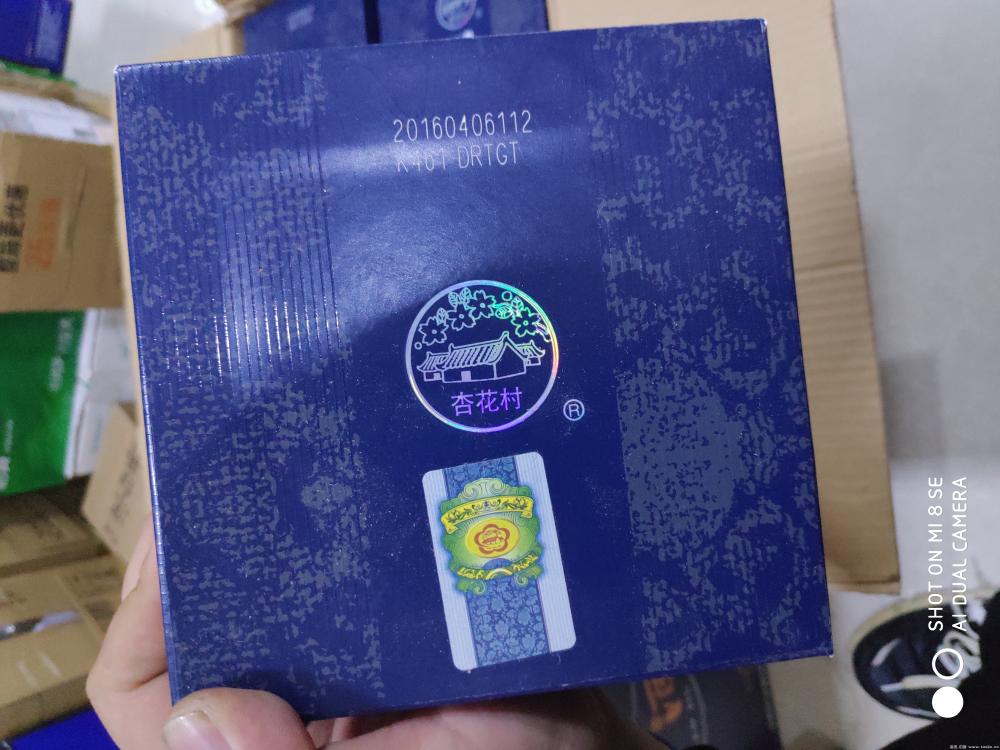 20160406112
K461 DRTGT
杏花村
®
SHOT ON MI 8 SE
AI DUAL CAMERA